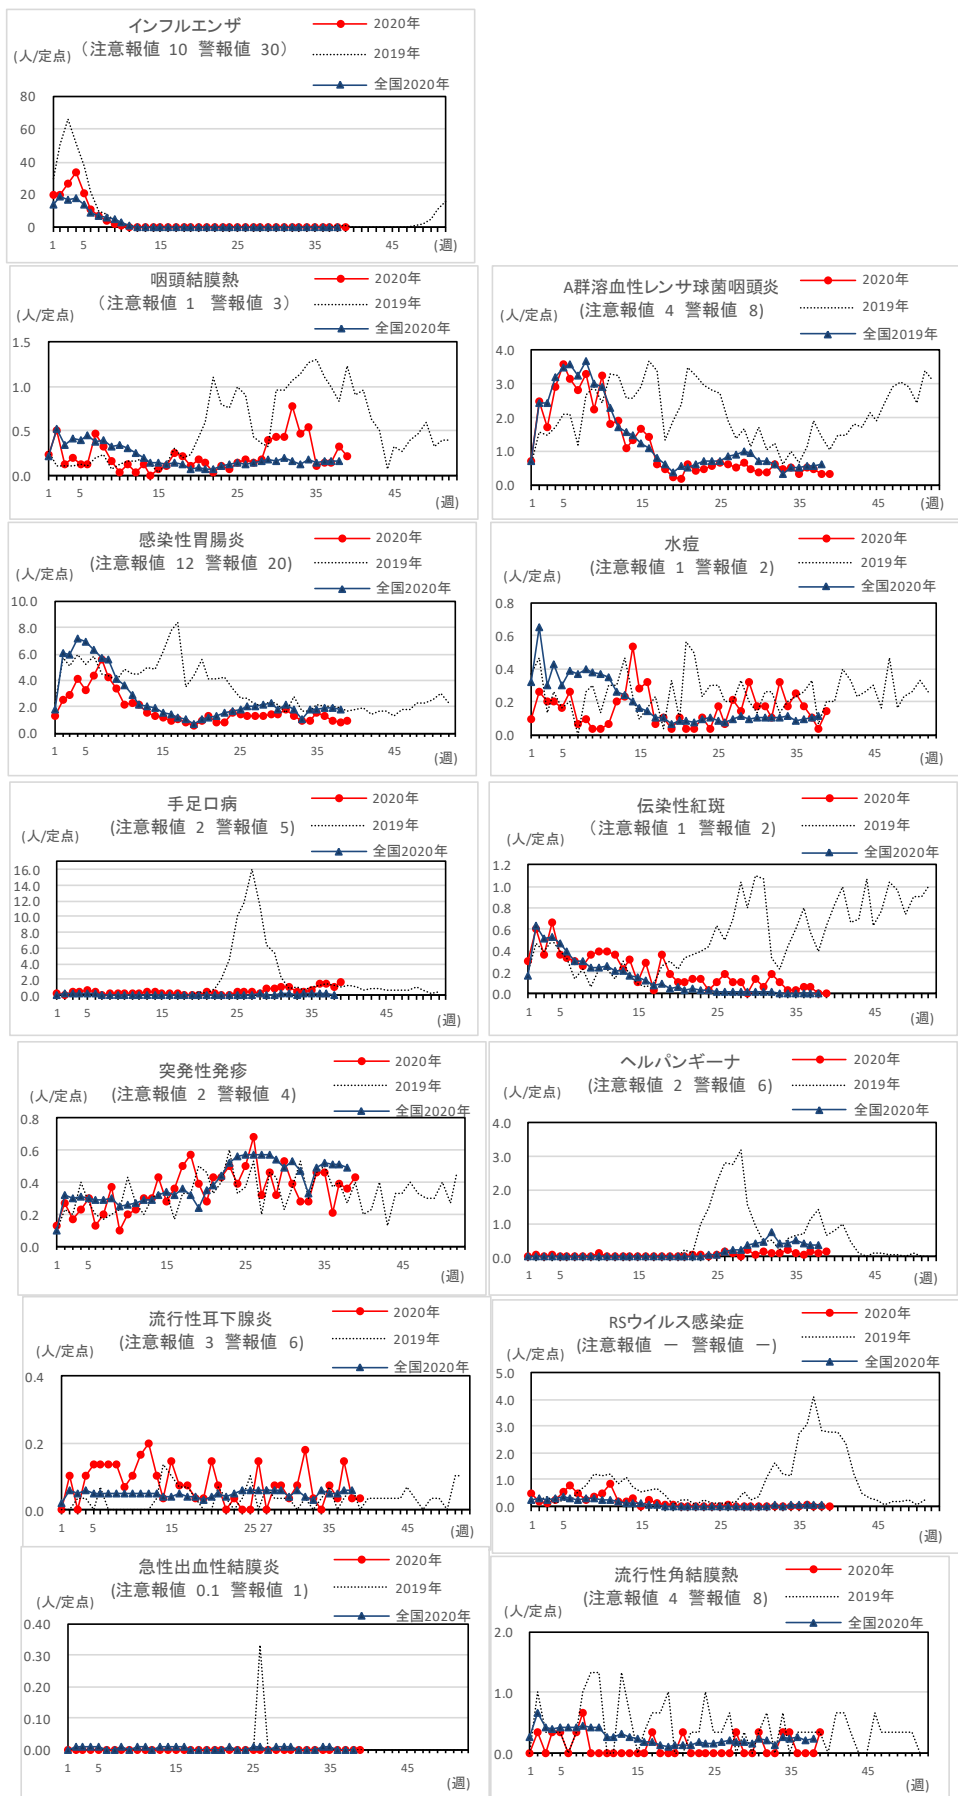 インフルエンザ
（注意報値 10 警報値 30）
(人/定点)
2020年
2019年
全国2020年
80
60
40
20
0
1 5 15 25 35 45
(週)
咽頭結膜熱
（注意報値 1 警報値 3）
(人/定点)
2020年
2019年
全国2020年
1.5
1.0
0.5
0.0
1 5 15 25 35 45
(週)
A群溶血性レンサ球菌咽頭炎
(注意報値 4 警報値 8)
(人/定点)
2020年
2019年
全国2019年
4.0
3.0
2.0
1.0
0.0
1 5 15 25 35 45
(週)
感染性胃腸炎
(注意報値 12 警報値 20)
(人/定点)
2020年
2019年
全国2020年
10.0
8.0
6.0
4.0
2.0
0.0
1 5 15 25 35 45
(週)
水痘
(注意報値 1 警報値 2)
(人/定点)
2020年
2019年
全国2020年
0.8
0.6
0.4
0.2
0.0
1 5 15 25 35 45
(週)
手足口病
(注意報値 2 警報値 5)
(人/定点)
2020年
2019年
全国2020年
16.0
14.0
12.0
10.0
8.0
6.0
4.0
2.0
0.0
1 5 15 25 35 45
(週)
伝染性紅斑
（注意報値 1 警報値 2）
(人/定点)
2020年
2019年
全国2020年
1.2
1.0
0.8
0.6
0.4
0.2
0.0
1 5 15 25 35 45
(週)
突発性発疹
(注意報値 2 警報値 4)
(人/定点)
2020年
2019年
全国2020年
0.8
0.6
0.4
0.2
0.0
1 5 15 25 35 45
(週)
ヘルパンギーナ
(注意報値 2 警報値 6)
(人/定点)
2020年
2019年
全国2020年
4.0
3.0
2.0
1.0
0.0
1 5 15 25 35 45
(週)
流行性耳下腺炎
(注意報値 3 警報値 6)
(人/定点)
2020年
2019年
全国2020年
0.4
0.2
0.0
1 5 15 25 27 35 45
(週)
RSウイルス感染症
(注意報値 ー 警報値 ー)
(人/定点)
2020年
2019年
全国2020年
5.0
4.0
3.0
2.0
1.0
0.0
1 5 15 25 35 45
(週)
急性出血性結膜炎
(注意報値 0.1 警報値 1)
(人/定点)
2020年
2019年
全国2020年
0.40
0.30
0.20
0.10
0.00
1 5 15 25 35 45
(週)
流行性角結膜熱
(注意報値 4 警報値 8)
(人/定点)
2020年
2019年
全国2020年
2.0
1.0
0.0
1 5 15 25 35 45
(週)